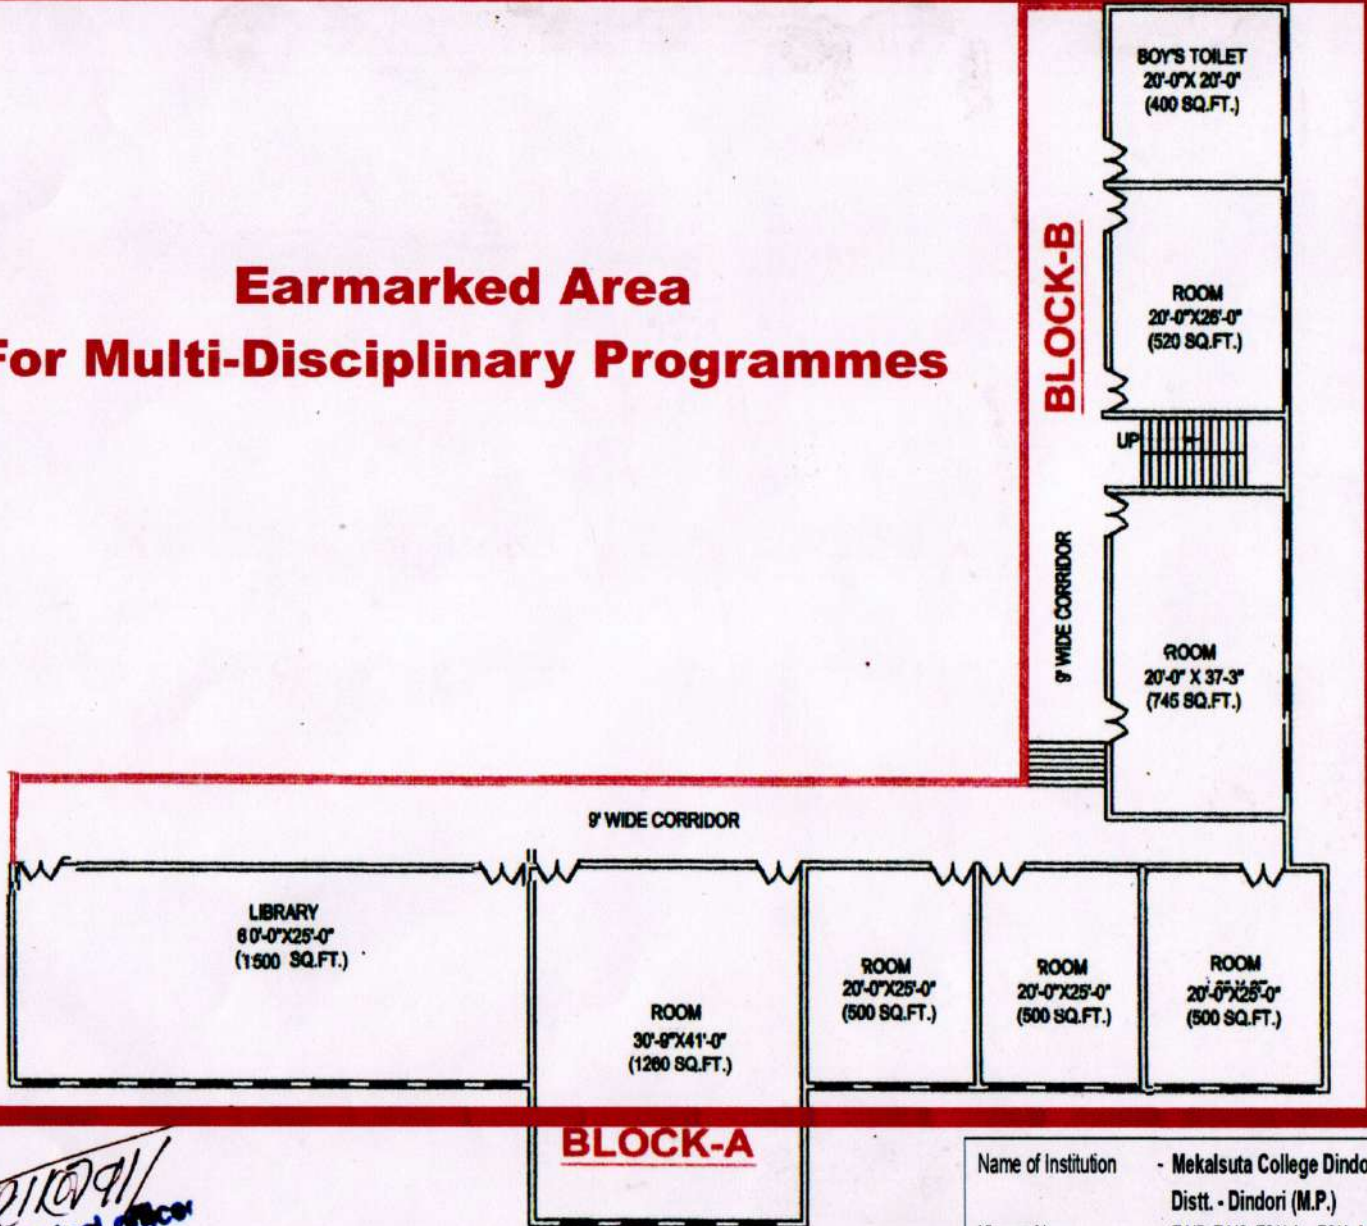 BOY'S TOILET
20'-0"X 20'-0"
(400 SQ.FT.)
Earmarked Area
For Multi-Disciplinary Programmes
BLOCK-B
ROOM
20'-0"X26'-0"
(520 SQ.FT.)
UP
9' WIDE CORRIDOR
ROOM
20'-0" X 37-3"
(745 SQ.FT.)
9' WIDE CORRIDOR
LIBRARY
60'-0"X25'-0"
(1500 SQ.FT.)
ROOM
30'-9"X41'-0"
(1260 SQ.FT.)
ROOM
20'-0"X25'-0"
(500 SQ.FT.)
ROOM
20'-0"X25'-0"
(500 SQ.FT.)
ROOM
20'-0"X25'-0"
(500 SQ.FT.)
BLOCK-A
Name of Institution - Mekalsuta College Dindo
Distt. - Dindori (M.P.)